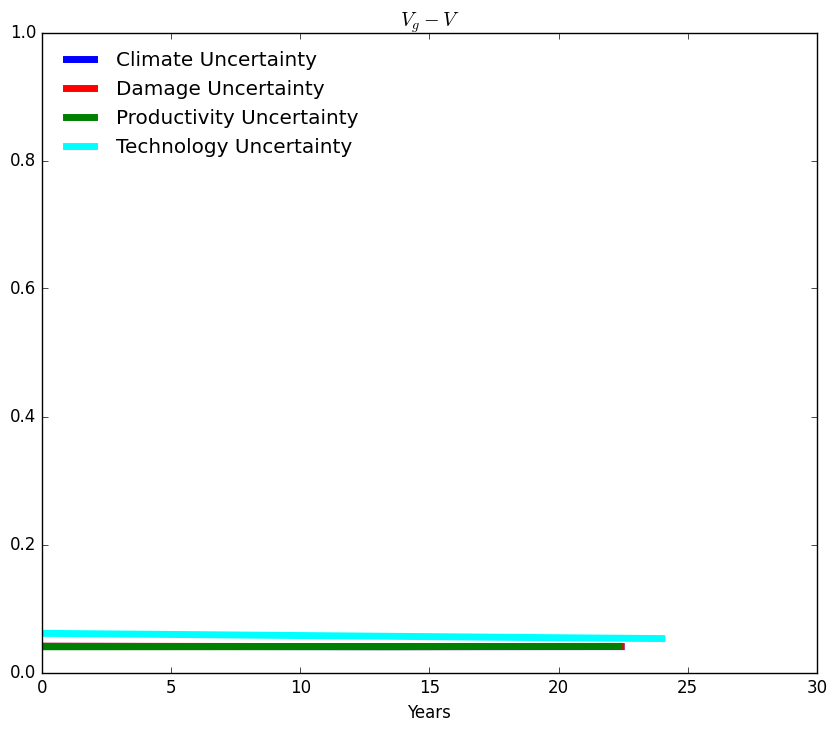 V_g − V
1.0
Climate Uncertainty
Damage Uncertainty
Productivity Uncertainty
Technology Uncertainty
0.8
0.6
0.4
0.2
0.0
0 5 10 15 20 25 30
Years